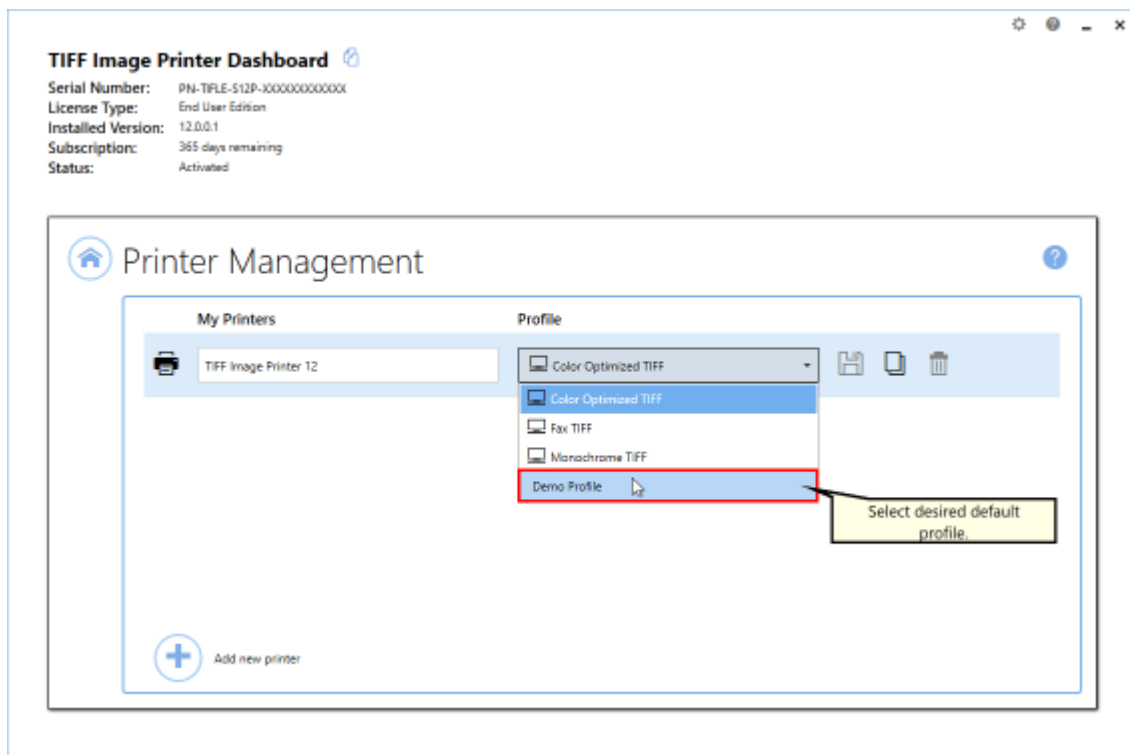 TIFF Image Printer Dashboard
Serial Number: PN-TIFLE-S12P-XXXXXXXXXXXX
License Type: End User Edition
Installed Version: 12.0.0.1
Subscription: 365 days remaining
Status: Activated
Printer Management
My Printers Profile
TIFF Image Printer 12 Color Optimized TIFF
Color Optimized TIFF
Fax TIFF
Monochrome TIFF
Demo Profile
Select desired default
profile.
Add new printer